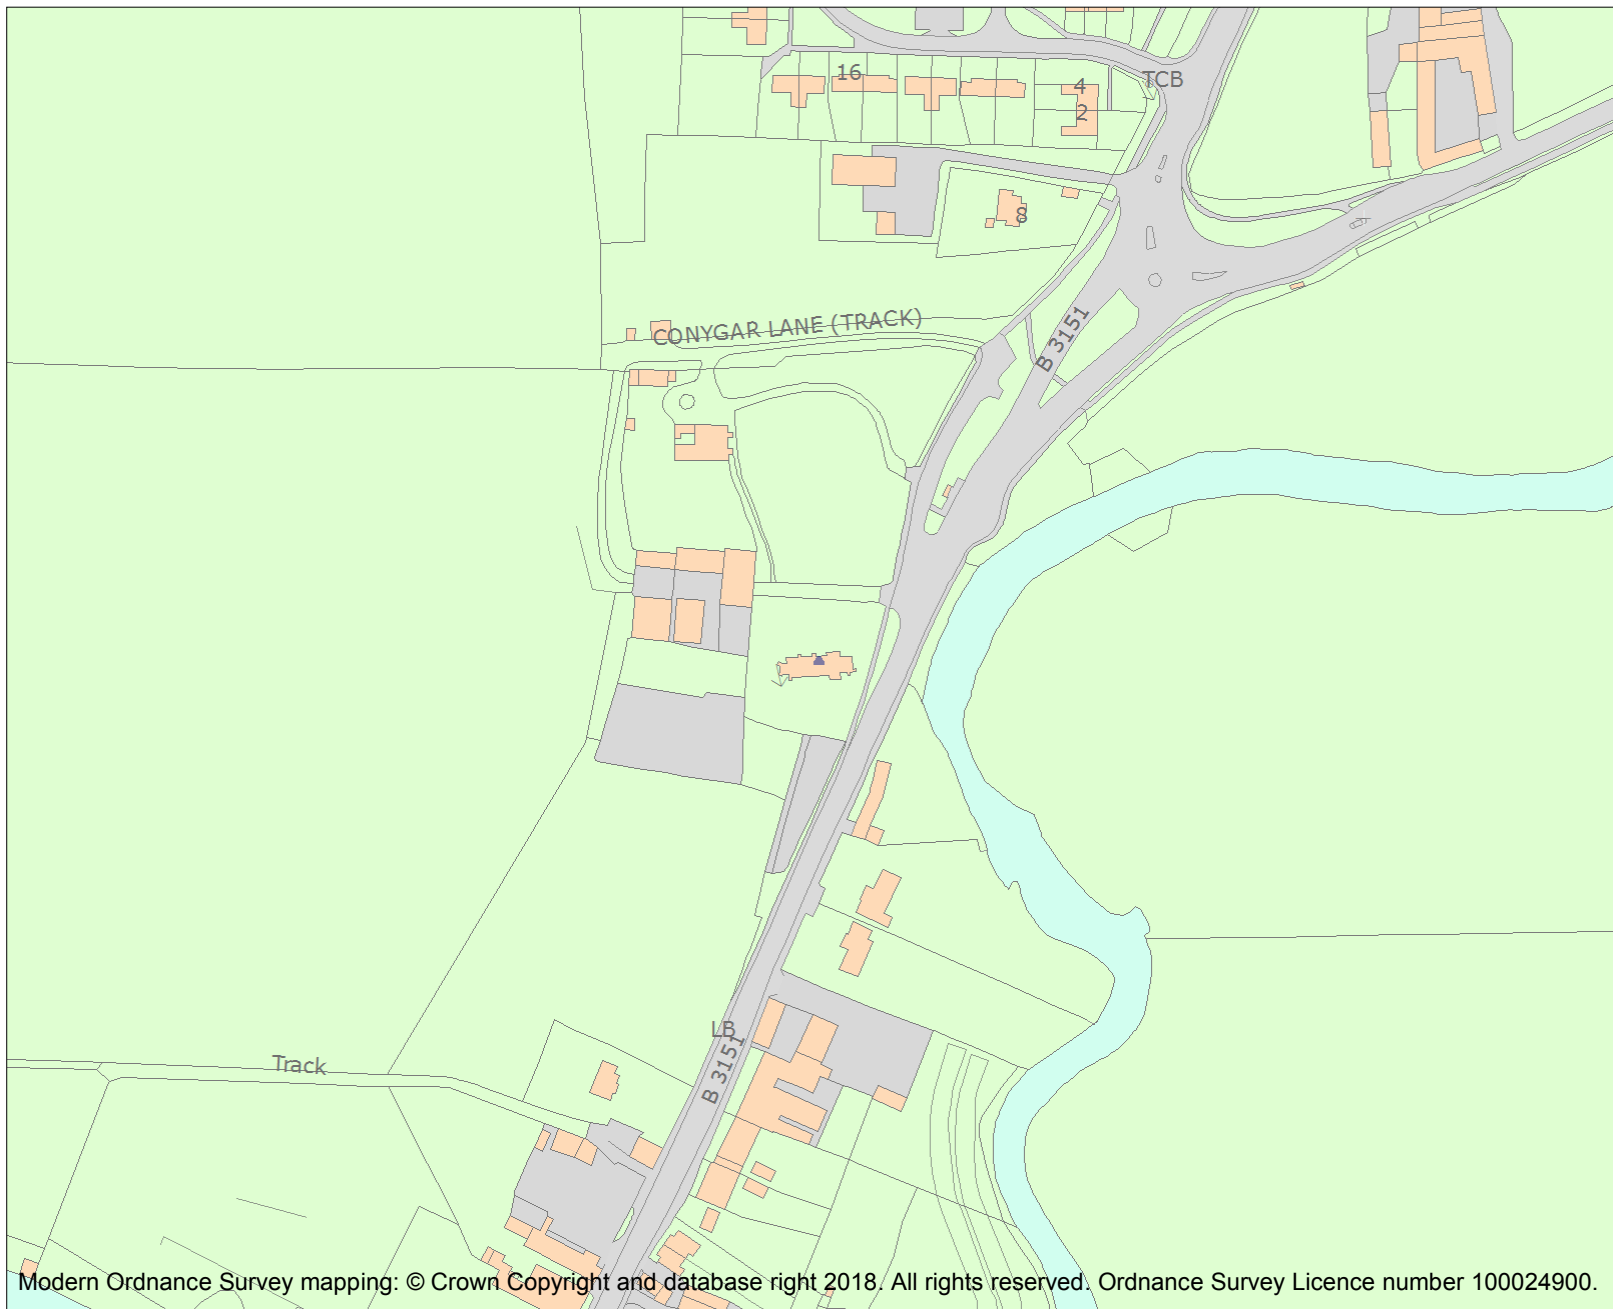 16
4
TCB
2
8
CONYGAR LANE (TRACK)
B 3151
LB
B 3151
Track
Modern Ordnance Survey mapping: © Crown Copyright and database right 2018. All rights reserved. Ordnance Survey Licence number 100024900.